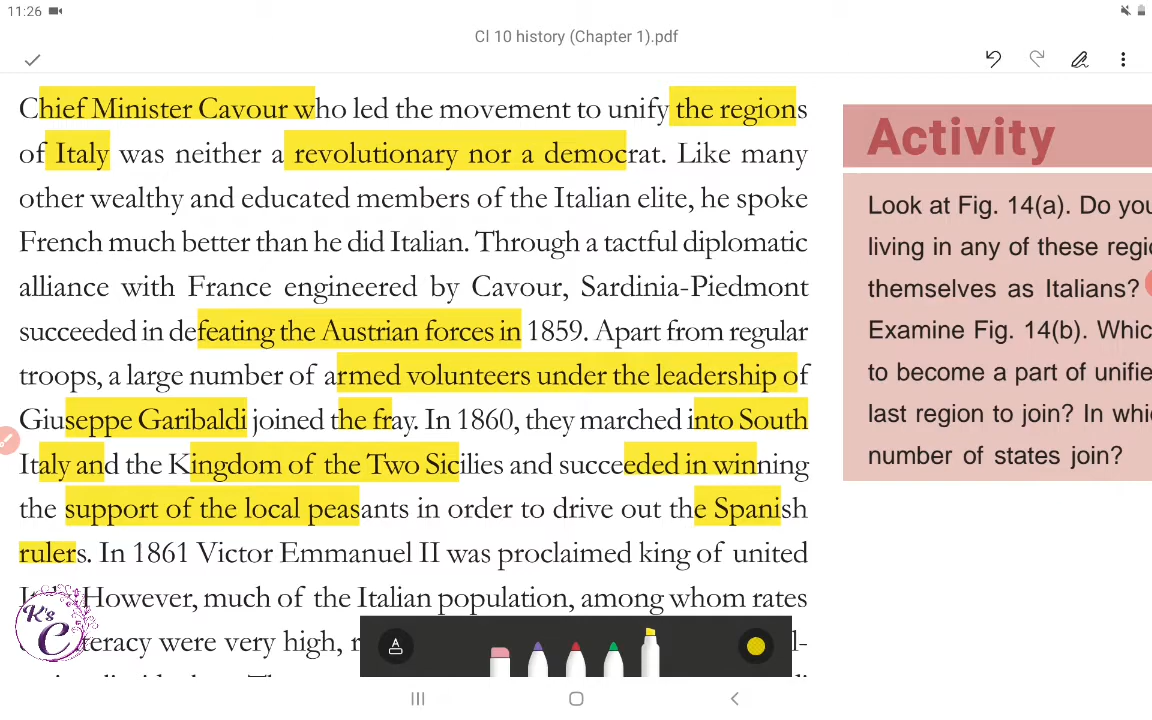 11:26
Cl 10 history (Chapter 1).pdf
Chief Minister Cavour who led the movement to unify the regions
of Italy was neither a revolutionary nor a democrat. Like many
other wealthy and educated members of the Italian elite, he spoke
French much better than he did Italian. Through a tactful diplomatic
alliance with France engineered by Cavour, Sardinia-Piedmont
succeeded in defeating the Austrian forces in 1859. Apart from regular
troops, a large number of armed volunteers under the leadership of
Giuseppe Garibaldi joined the fray. In 1860, they marched into South
Italy and the Kingdom of the Two Sicilies and succeeded in winning
the support of the local peasants in order to drive out the Spanish
rulers. In 1861 Victor Emmanuel II was proclaimed king of united
However, much of the Italian population, among whom rates
teracy were very high, r
l-
K's C
Activity
Look at Fig. 14(a). Do you
living in any of these regi
themselves as Italians?
Examine Fig. 14(b). Whic
to become a part of unifie
last region to join? In whi
number of states join?
A